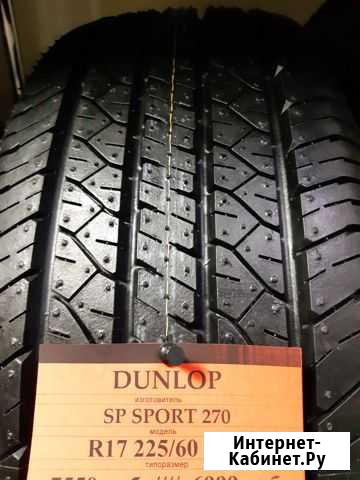 DUNLOP
изготовитель
SP SPORT 270
модель
R17 225/60
типоразмер
Интернет-
Кабинет.Ру